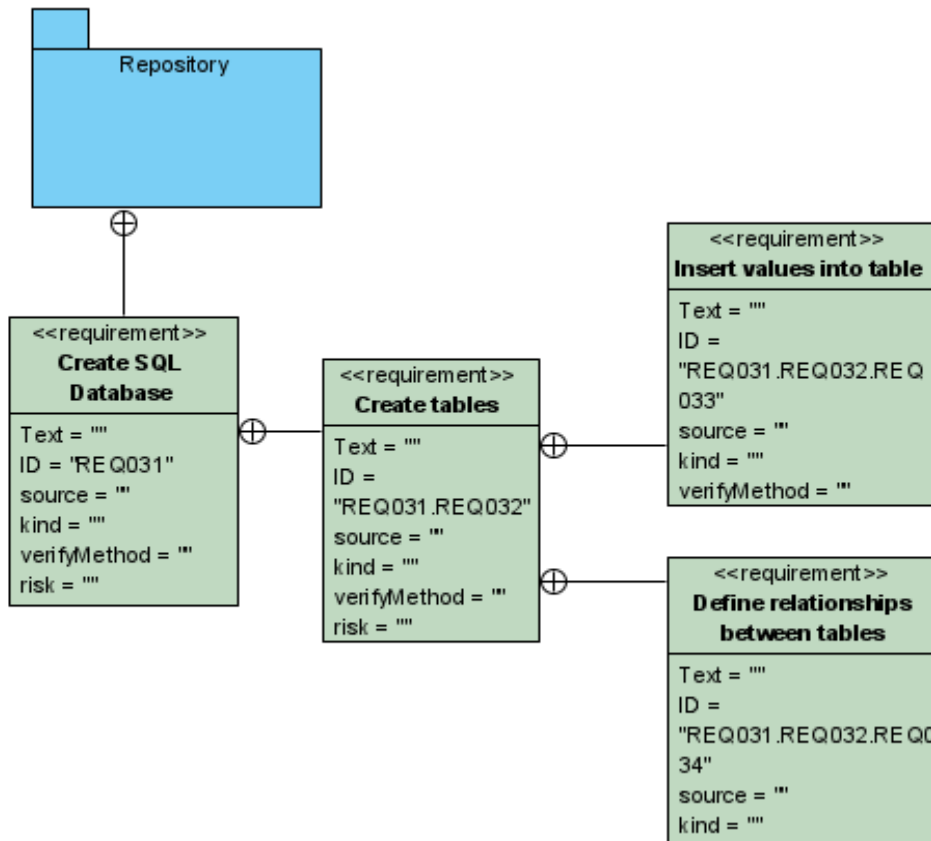 Repository
<<requirement>>
Create SQL
Database
Text = ""
ID = "REQ031"
source = ""
kind = ""
verifyMethod = ""
risk = ""
<<requirement>>
Create tables
Text = ""
ID =
"REQ031.REQ032"
source = ""
kind = ""
verifyMethod = ""
risk = ""
<<requirement>>
Insert values into table
Text = ""
ID =
"REQ031.REQ032.REQ
033"
source = ""
kind = ""
verifyMethod = ""
<<requirement>>
Define relationships
between tables
Text = ""
ID =
"REQ031.REQ032.REQ0
34"
source = ""
kind = ""